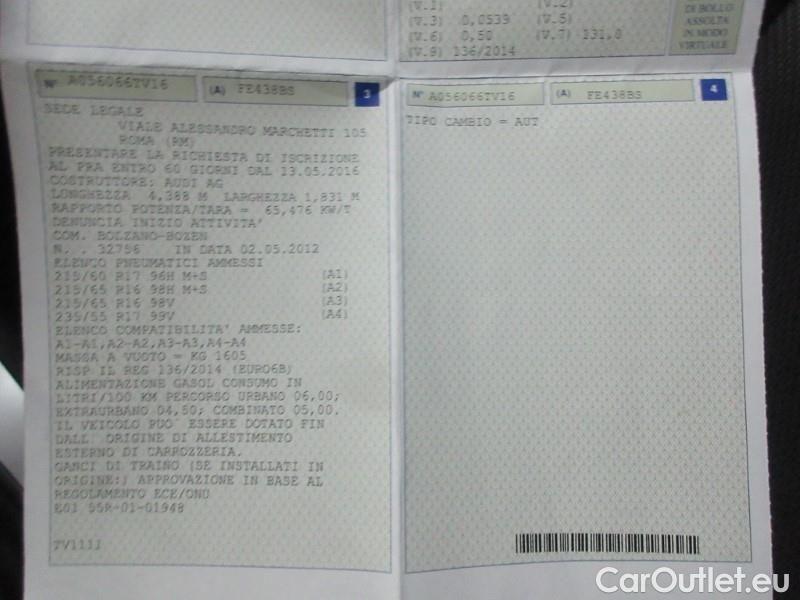 (V.1) (V.2)
(V.3) 0,0539 (V.5)
(V.6) 0,50 (V.7) 131,0
(V.9) 136/2014
DI BOLLO
ASSOLTA
IN MODO
VIRTUALE
N° A056066TV16 (A) FE438BS 3
SEDE LEGALE
VIALE ALESSANDRO MARCHETTI 105
ROMA (RM)
PRESENTARE LA RICHIESTA DI ISCRIZIONE
AL PRA ENTRO 60 GIORNI DAL 13.05.2016
COSTRUTTORE: AUDI AG
LUNGHEZZA 4,388 M LARGHEZZA 1,831 M
RAPPORTO POTENZA/TARA = 65,476 KW/T
DENUNCIA INIZIO ATTIVITA'
COM. BOLZANO-BOZEN
N. . 32756 IN DATA 02.05.2012
ELENCO PNEUMATICI AMMESSI
215/60 R17 96H M+S (A1)
215/65 R16 98H M+S (A2)
215/65 R16 98V (A3)
235/55 R17 99V (A4)
ELENCO COMPATIBILITA' AMMESSE:
A1-A1,A2-A2,A3-A3,A4-A4
MASSA A VUOTO = KG 1605
RISP IL REG 136/2014 (EURO6B)
ALIMENTAZIONE GASOL CONSUMO IN
LITRI/100 KM PERCORSO URBANO 06,00;
EXTRAURBANO 04,50; COMBINATO 05,00.
IL VEICOLO PUO' ESSERE DOTATO FIN
DALL' ORIGINE DI ALLESTIMENTO
ESTERNO DI CARROZZERIA.
GANCI DI TRAINO (SE INSTALLATI IN
ORIGINE:) APPROVAZIONE IN BASE AL
REGOLAMENTO ECE/ONU
E01 55R-01-01948
TV111J
N° A056066TV16 (A) FE438BS 4
TIPO CAMBIO = AUT
CarOutlet.eu